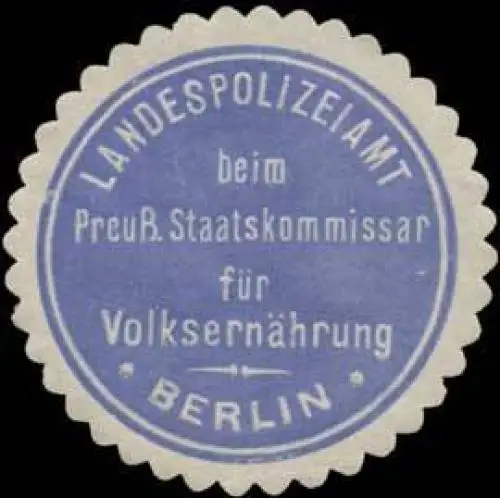 LANDESPOLIZEIAMT
beim
Preuß. Staatskommissar
für
Volksernährung
BERLIN